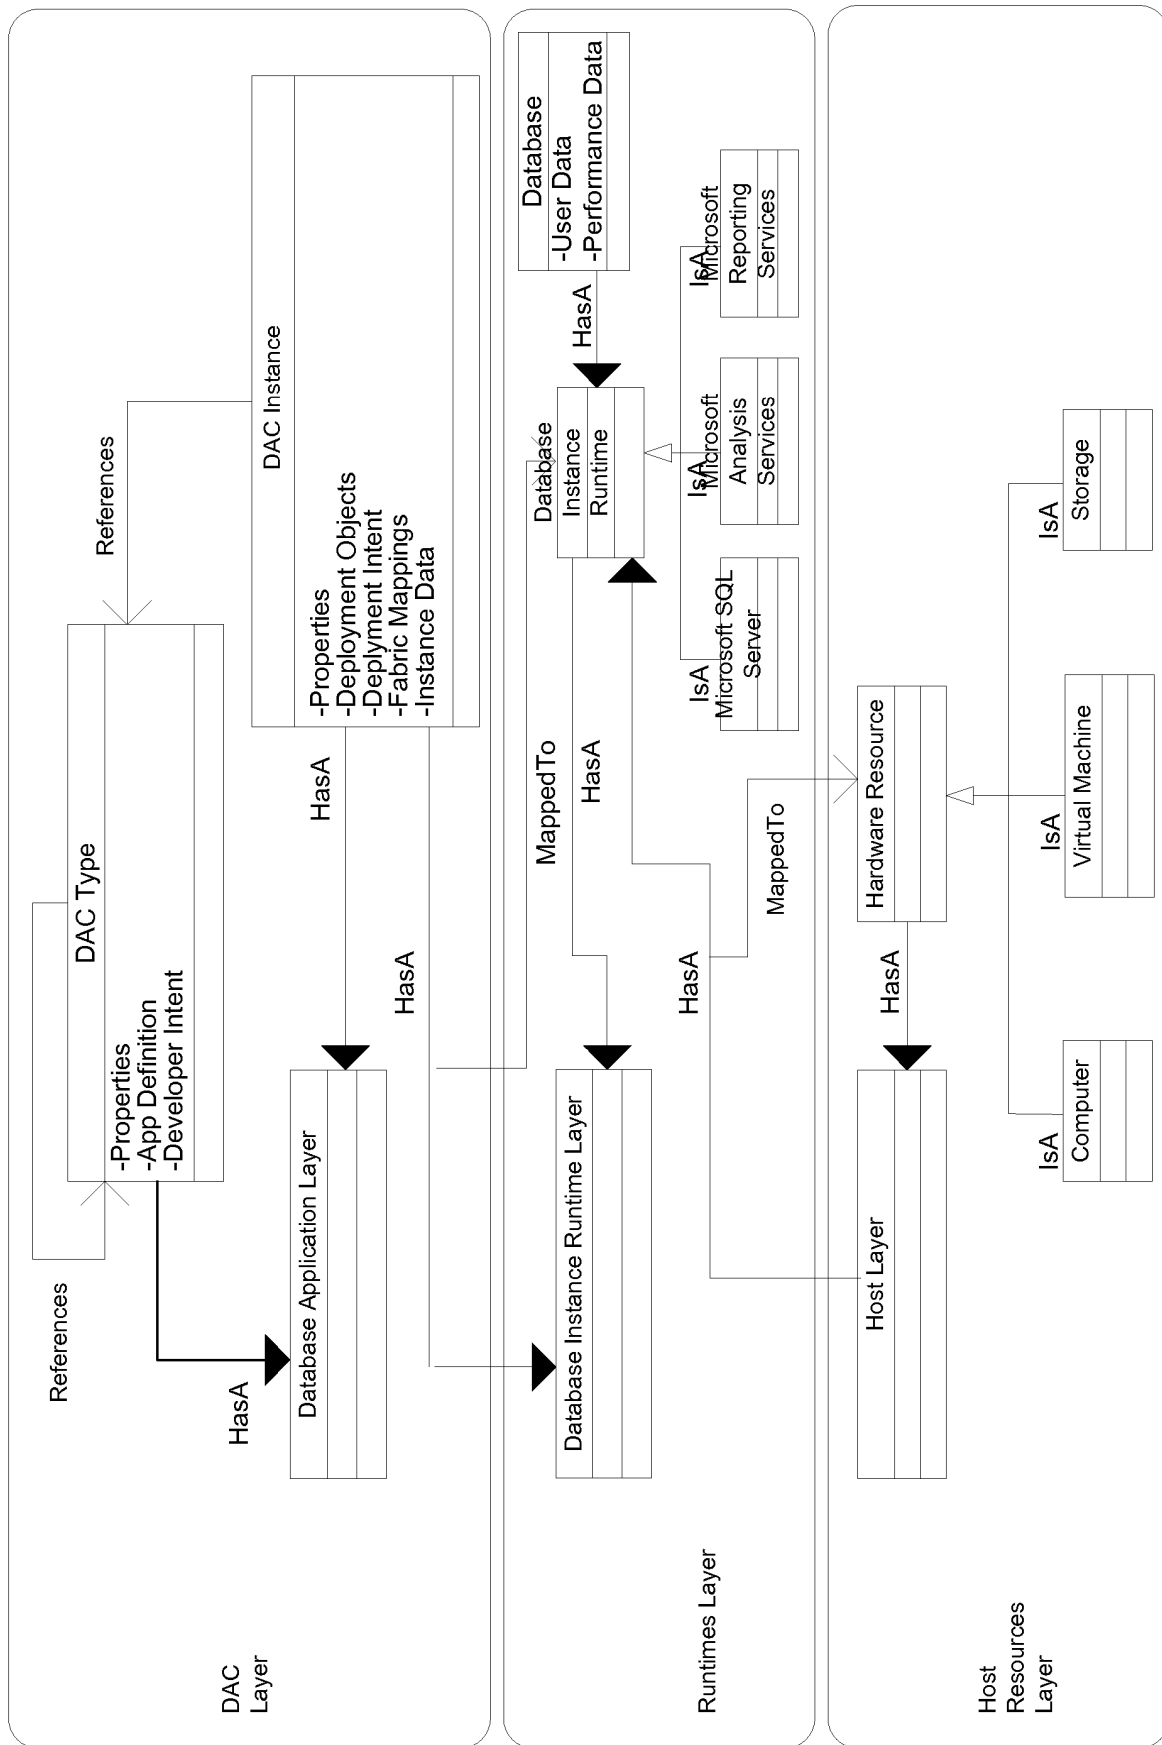 DAC
Layer
References
DAC Type
-Properties
-App Definition
-Developer Intent
References
HasA
DAC Instance
-Properties
-Deployment Objects
-Deplyment Intent
-Fabric Mappings
-Instance Data
HasA
Database Application Layer
HasA
Runtimes Layer
MappedTo
HasA
Database Instance Runtime Layer
Database
Instance
Runtime
HasA
Database
-User Data
-Performance Data
IsA
Microsoft SQL
Server
IsA
Microsoft
Analysis
Services
IsA
Microsoft
Reporting
Services
HasA
MappedTo
Host
Resources
Layer
Host Layer
HasA
Hardware Resource
IsA
Computer
IsA
Virtual Machine
IsA
Storage